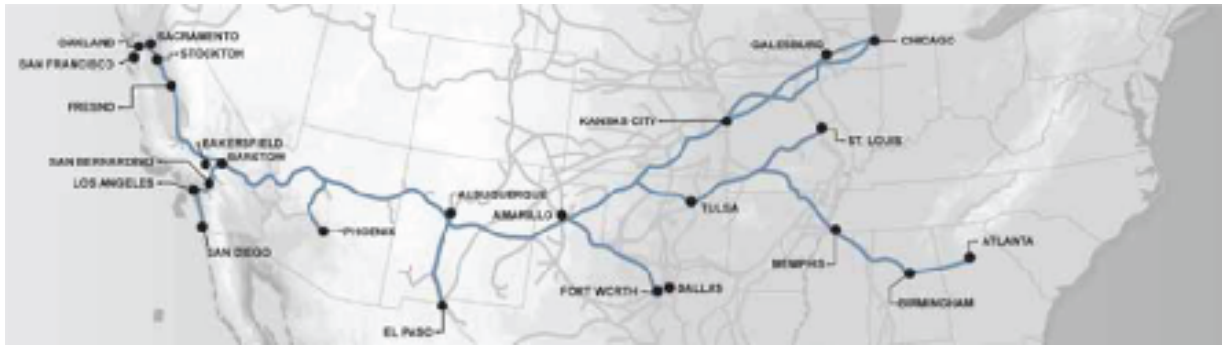 OAKLAND
SACRAMENTO
SAN FRANCISCO
STOCKTON
FRESNO
BAKERSFIELD
SAN BERNARDINO
BARSTOW
LOS ANGELES
SAN DIEGO
PHOENIX
ALBUQUERQUE
EL PASO
AMARILLO
FORT WORTH
DALLAS
TULSA
KANSAS CITY
GALESBURG
CHICAGO
ST. LOUIS
MEMPHIS
BIRMINGHAM
ATLANTA